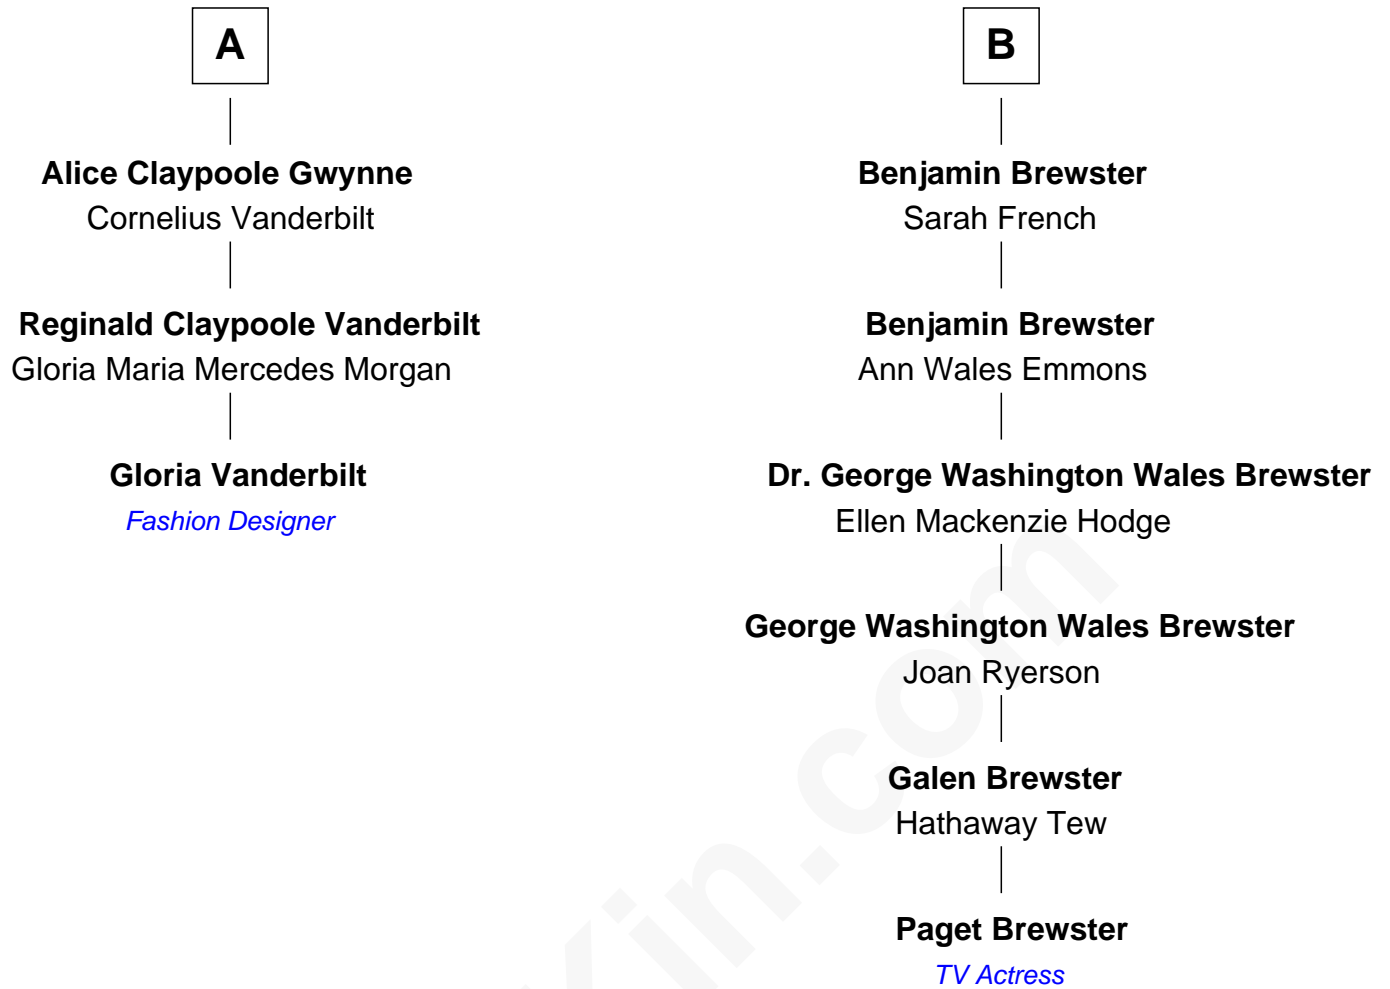 A
Alice Claypoole Gwynne
Cornelius Vanderbilt
Reginald Claypoole Vanderbilt
Gloria Maria Mercedes Morgan
Gloria Vanderbilt
Fashion Designer
B
Benjamin Brewster
Sarah French
Benjamin Brewster
Ann Wales Emmons
Dr. George Washington Wales Brewster
Ellen Mackenzie Hodge
George Washington Wales Brewster
Joan Ryerson
Galen Brewster
Hathaway Tew
Paget Brewster
TV Actress
Kin.com